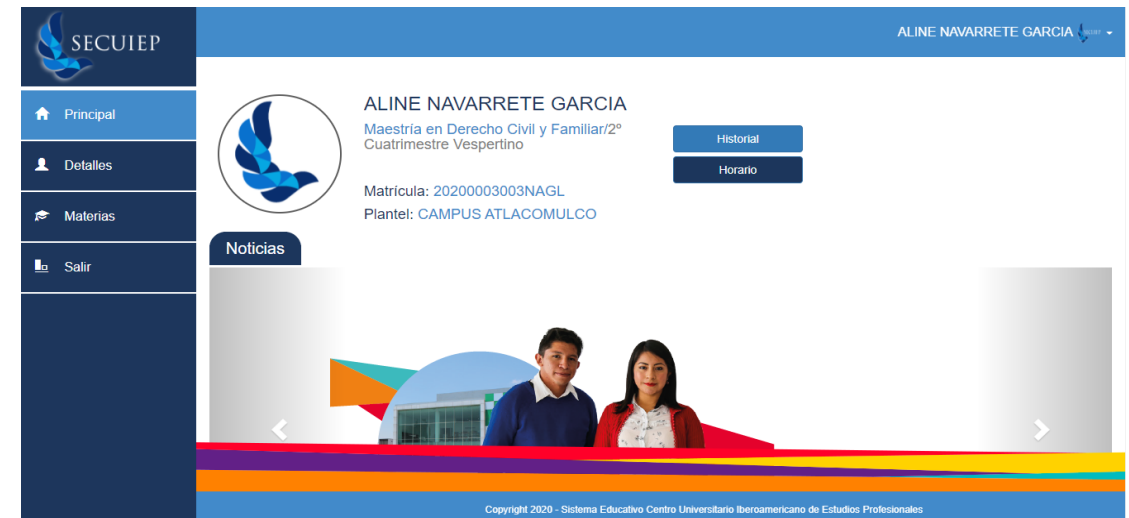 SECUIEP
ALINE NAVARRETE GARCIA
Principal
Detalles
Materias
Salir
ALINE NAVARRETE GARCIA
Maestría en Derecho Civil y Familiar/2º
Cuatrimestre Vespertino
Matrícula: 20200003003NAGL
Plantel: CAMPUS ATLACOMULCO
Historial
Horario
Noticias
Copyright 2020 - Sistema Educativo Centro Universitario Iberoamericano de Estudios Profesionales